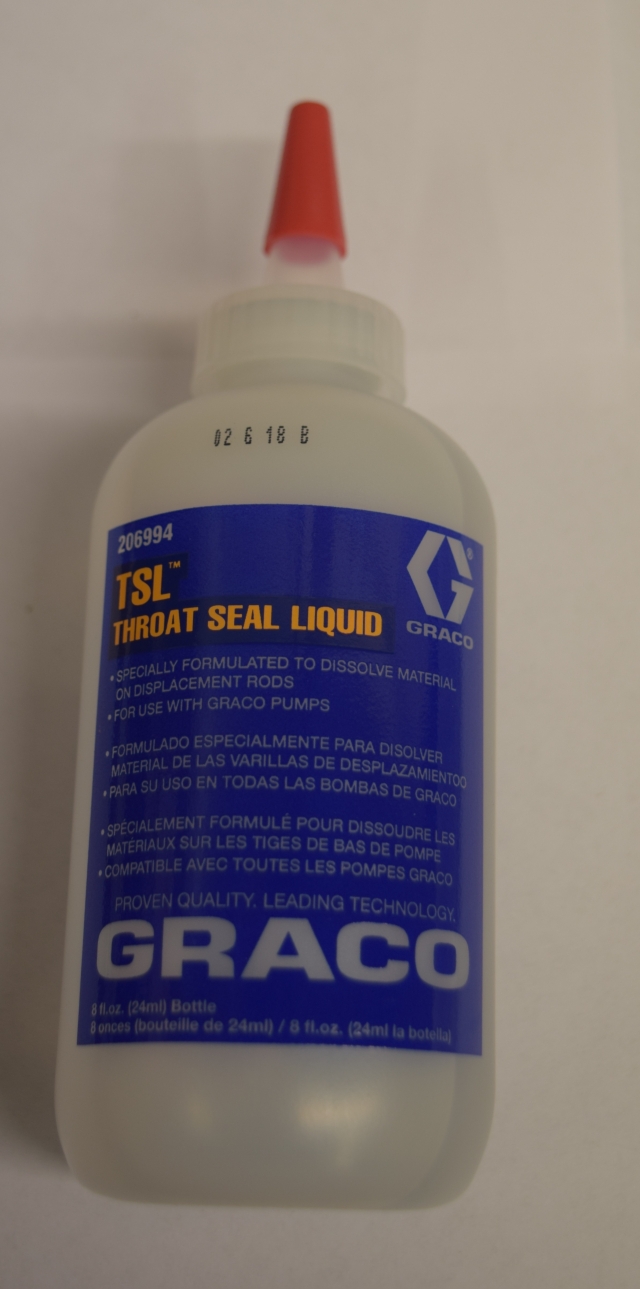 02 6 18 B
206994
TSL™
THROAT SEAL LIQUID
GRACO®
• SPECIALLY FORMULATED TO DISSOLVE MATERIAL
ON DISPLACEMENT RODS
• FOR USE WITH GRACO PUMPS
• FORMULADO ESPECIALMENTE PARA DISOLVER
MATERIAL DE LAS VARILLAS DE DESPLAZAMIENTOO
• PARA SU USO EN TODAS LAS BOMBAS DE GRACO
• SPÉCIALEMENT FORMULÉ POUR DISSOUDRE LES
MATÉRIAUX SUR LES TIGES DE BAS DE POMPE
• COMPATIBLE AVEC TOUTES LES POMPES GRACO
PROVEN QUALITY. LEADING TECHNOLOGY.
GRACO
8 fl.oz. (24ml) Bottle
8 onces (bouteille de 24ml) / 8 fl.oz. (24ml la botella)